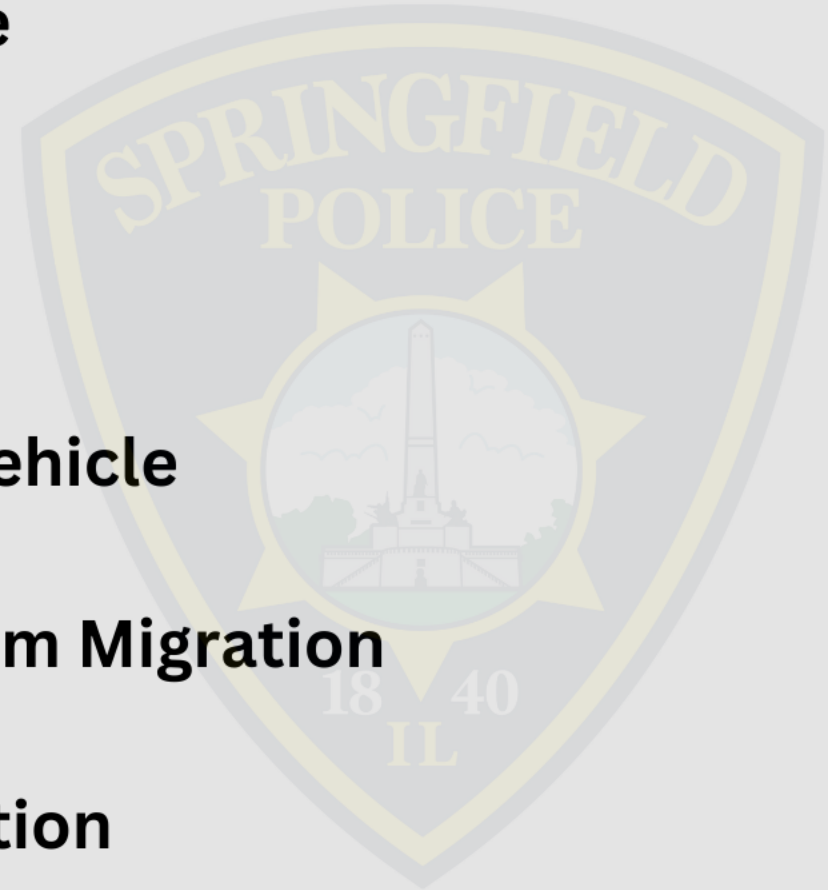 e
SPRINGFIELD
POLICE
ehicle
m Migration
18 40
IL
tion